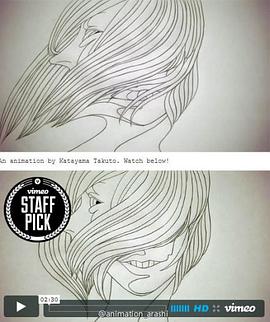 An animation by Katayama Takuto. Watch below!
vimeo
STAFF
PICK
02:30
HD
vimeo
@animation_arashi